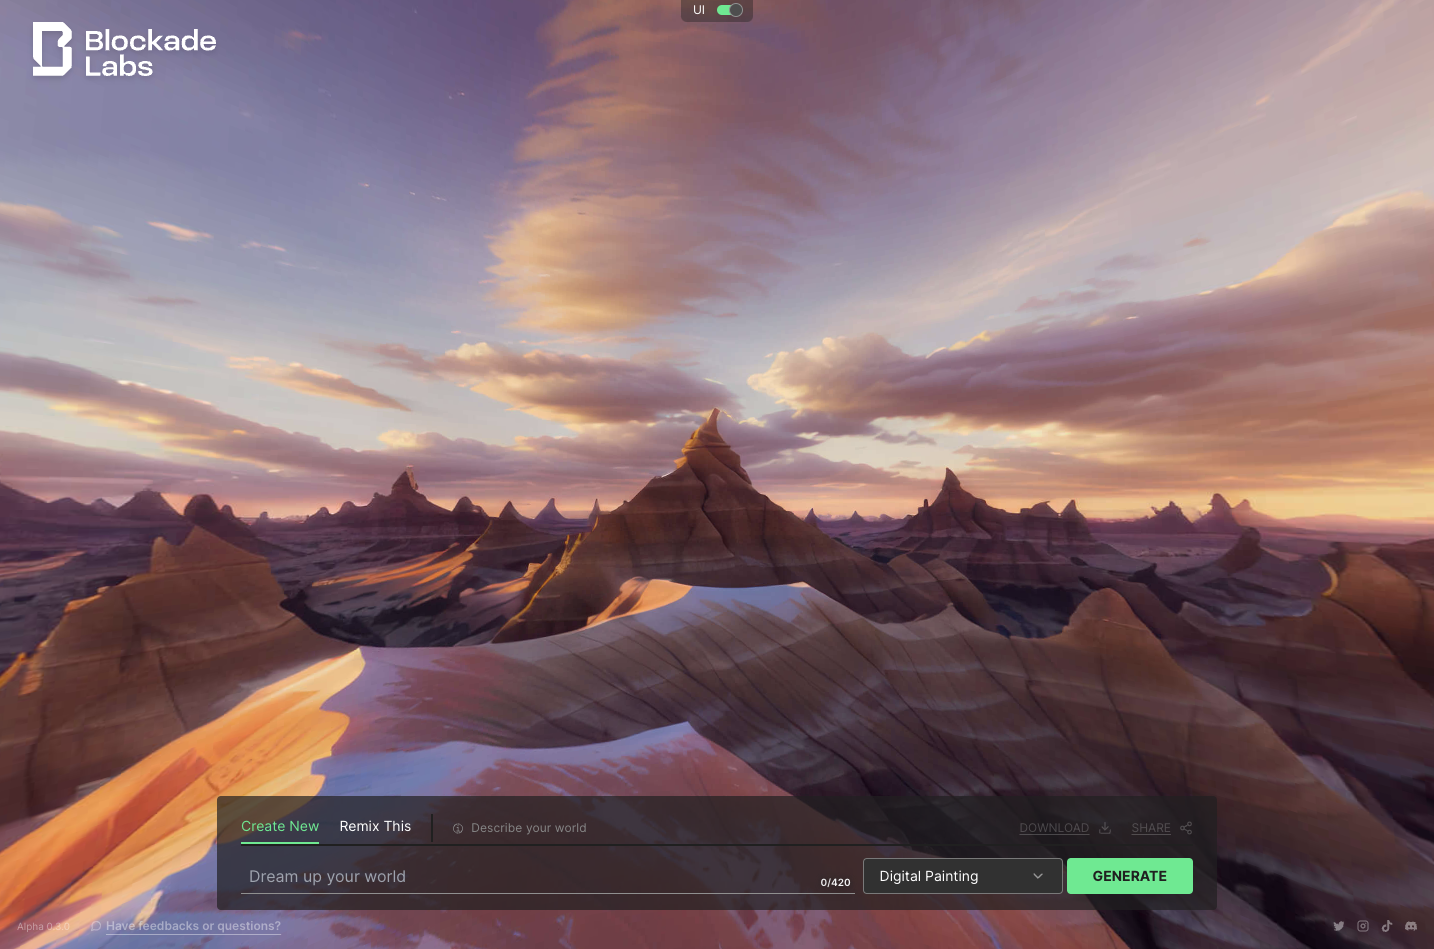 UI
Blockade
Labs
Create New
Remix This
Describe your world
DOWNLOAD
SHARE
Dream up your world
0/420
Digital Painting
GENERATE
Alpha
Have feedbacks or questions?